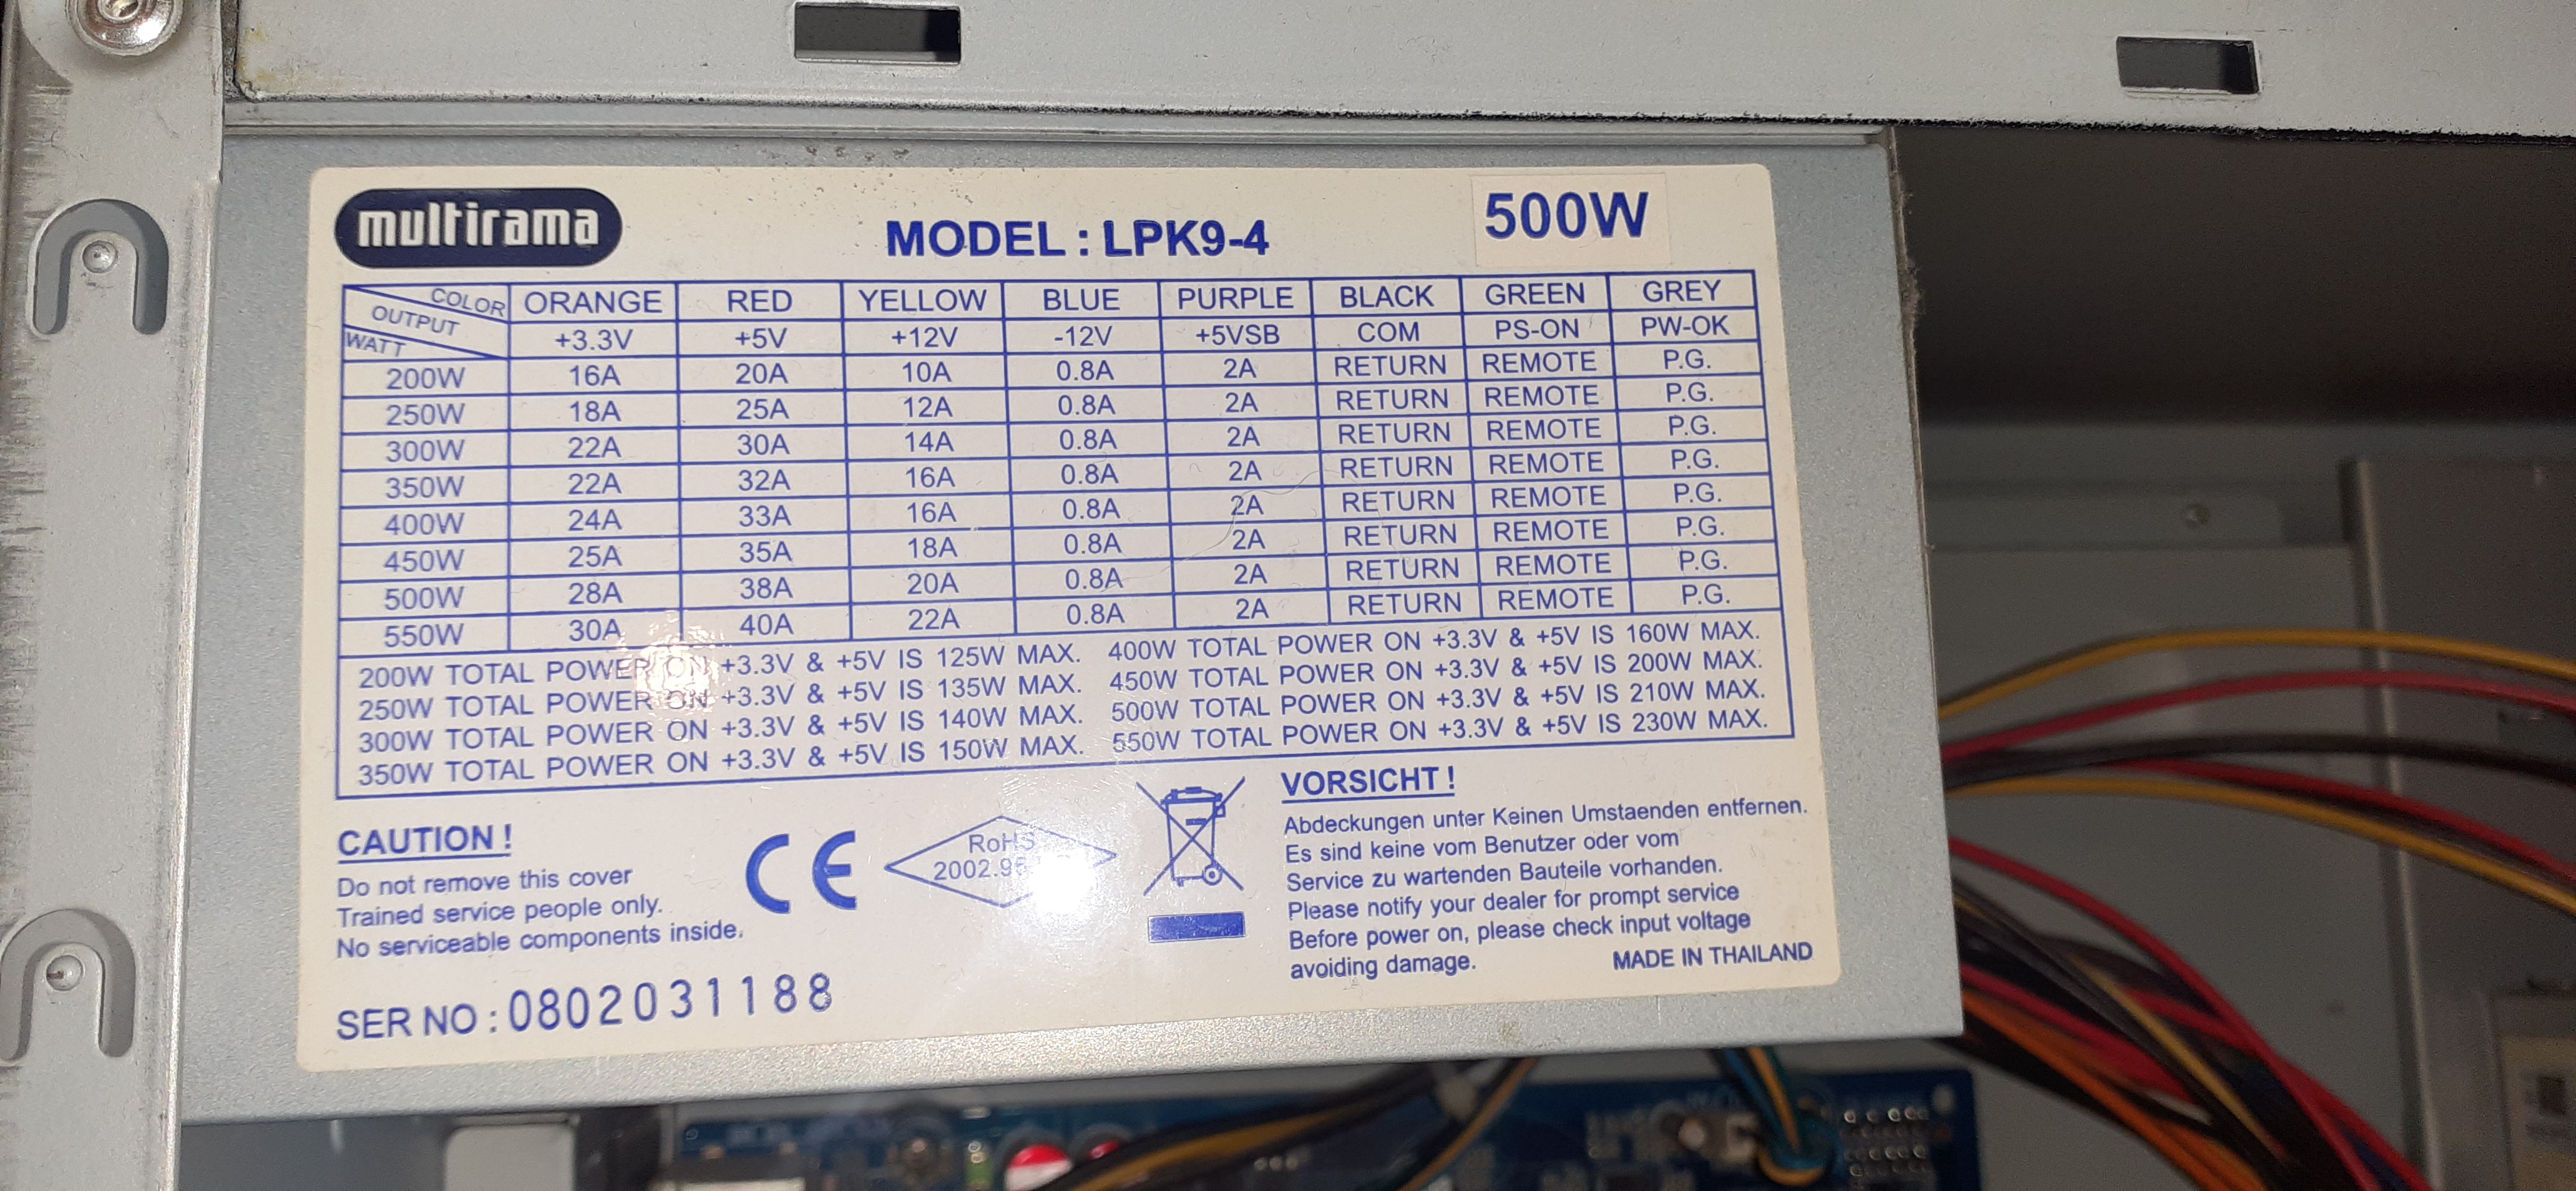 multirama
MODEL : LPK9-4
500W
COLOR OUTPUT WATT ORANGE RED YELLOW BLUE PURPLE BLACK GREEN GREY
+3.3V +5V +12V -12V +5VSB COM PS-ON PW-OK
200W 16A 20A 10A 0.8A 2A RETURN REMOTE P.G.
250W 18A 25A 12A 0.8A 2A RETURN REMOTE P.G.
300W 22A 30A 14A 0.8A 2A RETURN REMOTE P.G.
350W 22A 32A 16A 0.8A 2A RETURN REMOTE P.G.
400W 24A 33A 16A 0.8A 2A RETURN REMOTE P.G.
450W 25A 35A 18A 0.8A 2A RETURN REMOTE P.G.
500W 28A 38A 20A 0.8A 2A RETURN REMOTE P.G.
550W 30A 40A 22A 0.8A 2A RETURN REMOTE P.G.
200W TOTAL POWER ON +3.3V & +5V IS 125W MAX. 400W TOTAL POWER ON +3.3V & +5V IS 160W MAX.
250W TOTAL POWER ON +3.3V & +5V IS 135W MAX. 450W TOTAL POWER ON +3.3V & +5V IS 200W MAX.
300W TOTAL POWER ON +3.3V & +5V IS 140W MAX. 500W TOTAL POWER ON +3.3V & +5V IS 210W MAX.
350W TOTAL POWER ON +3.3V & +5V IS 150W MAX. 550W TOTAL POWER ON +3.3V & +5V IS 230W MAX.
CAUTION !
Do not remove this cover
Trained service people only.
No serviceable components inside.
CE
RoHS
VORSICHT !
Abdeckungen unter Keinen Umstaenden entfernen.
Es sind keine vom Benutzer oder vom
Service zu wartenden Bauteile vorhanden.
Please notify your dealer for prompt service
Before power on, please check input voltage
avoiding damage.
MADE IN THAILAND
SER NO : 0802031188